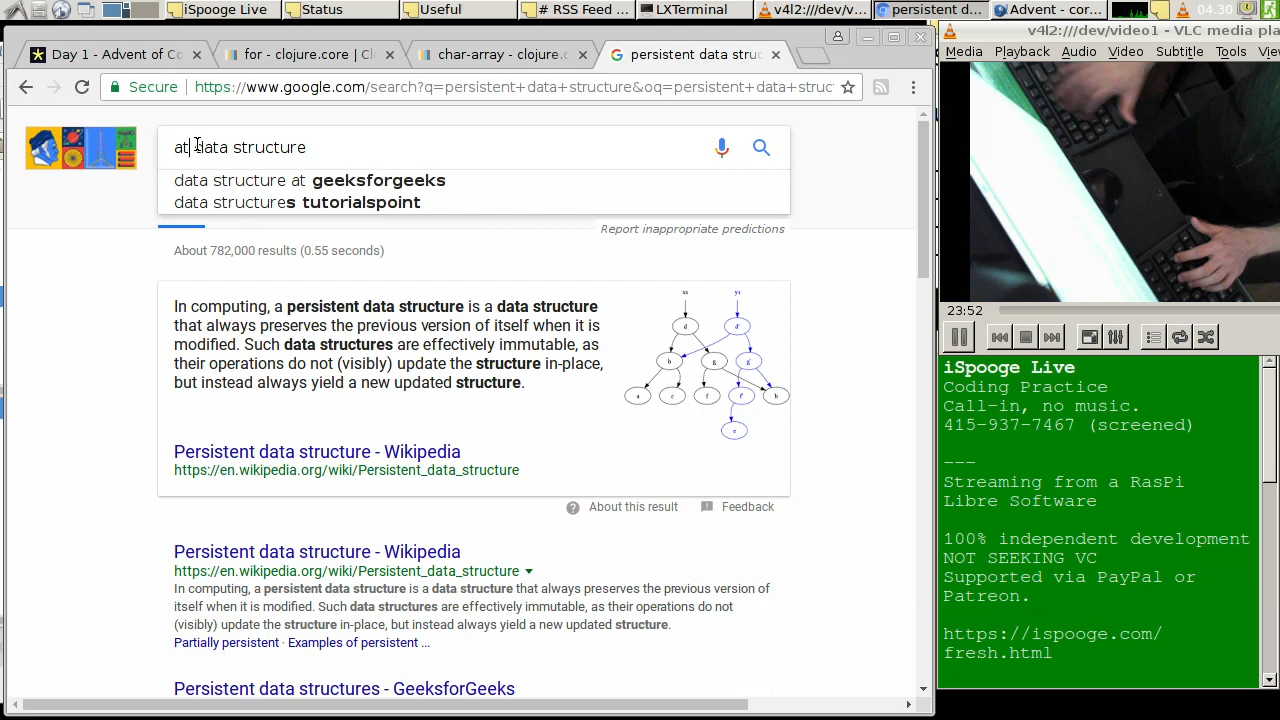 iSpooge Live
Status
Useful
# RSS Feed ...
LXTerminal
v4l2:///dev/v...
persistent d...
Advent - cor...
04.30
Day 1 - Advent of Co
str - clojure.core | Cl
char-array - clojure.c
persistent data struc
v4l2:///dev/video1 - VLC media pla
Media Playback Audio Video Subtitle Tools Vie
Secure
https://www.google.com/search?q=persistent+data+structure&oq=persistent+data+struc
at data structure
data structure at geeksforgeeks
data structures tutorialspoint
Report inappropriate predictions
About 782,000 results (0.55 seconds)
In computing, a persistent data structure is a data structure
that always preserves the previous version of itself when it is
modified. Such data structures are effectively immutable, as
their operations do not (visibly) update the structure in-place,
but instead always yield a new updated structure.
xs
ys
d
d'
b
g
g'
a
c
f
f'
h
e
Persistent data structure - Wikipedia
https://en.wikipedia.org/wiki/Persistent_data_structure
About this result
Feedback
Persistent data structure - Wikipedia
https://en.wikipedia.org/wiki/Persistent_data_structure
In computing, a persistent data structure is a data structure that always preserves the previous version of
itself when it is modified. Such data structures are effectively immutable, as their operations do not
(visibly) update the structure in-place, but instead always yield a new updated structure.
Partially persistent · Examples of persistent ...
Persistent data structures - GeeksforGeeks
23:52
iSpooge Live
Coding Practice
Call-in, no music.
415-937-7467 (screened)
---
Streaming from a RasPi
Libre Software
100% independent development
NOT SEEKING VC
Supported via PayPal or
Patreon.
https://ispooge.com/
fresh.html